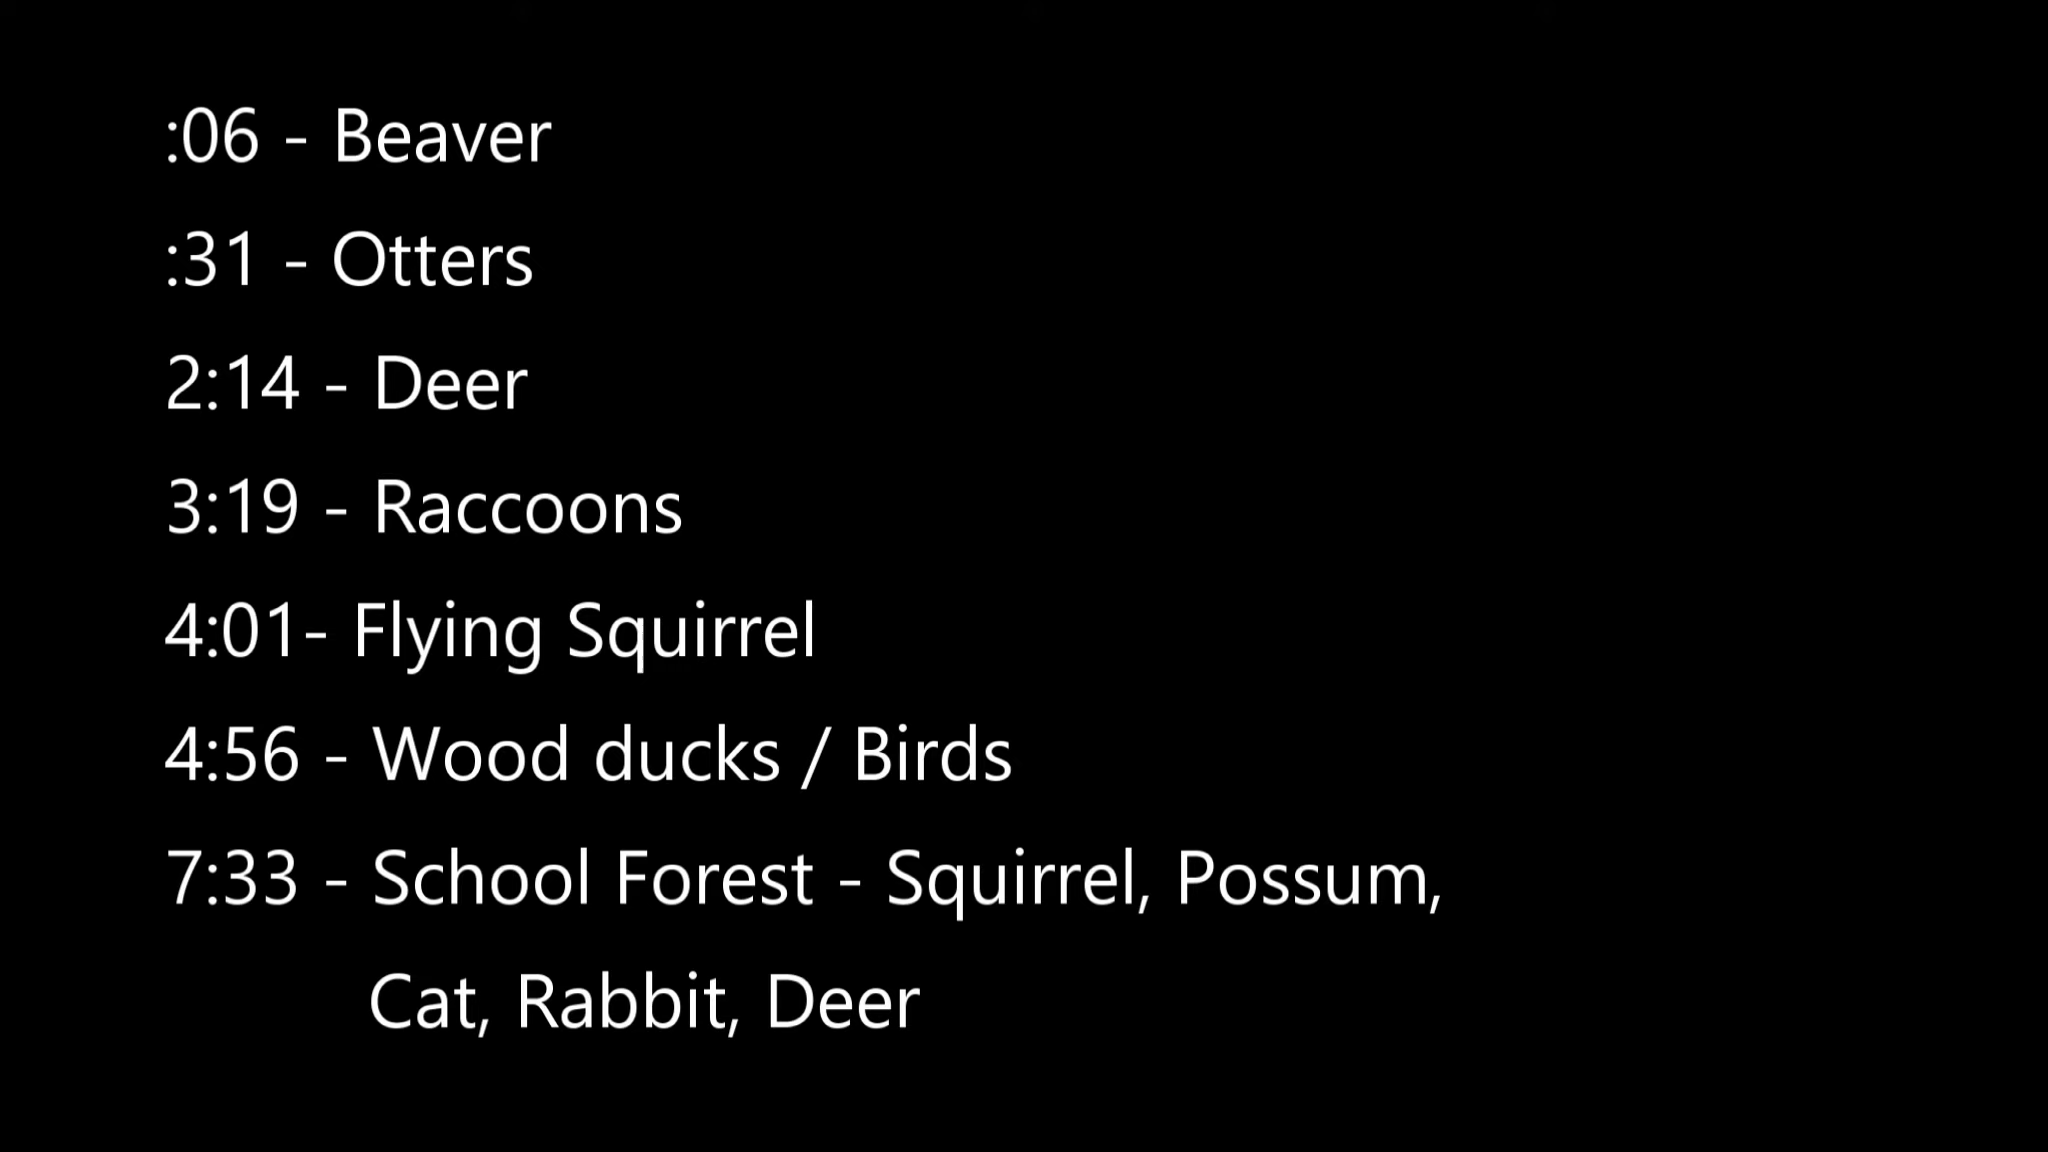 :06 - Beaver
:31 - Otters
2:14 - Deer
3:19 - Raccoons
4:01- Flying Squirrel
4:56 - Wood ducks / Birds
7:33 - School Forest - Squirrel, Possum,
Cat, Rabbit, Deer